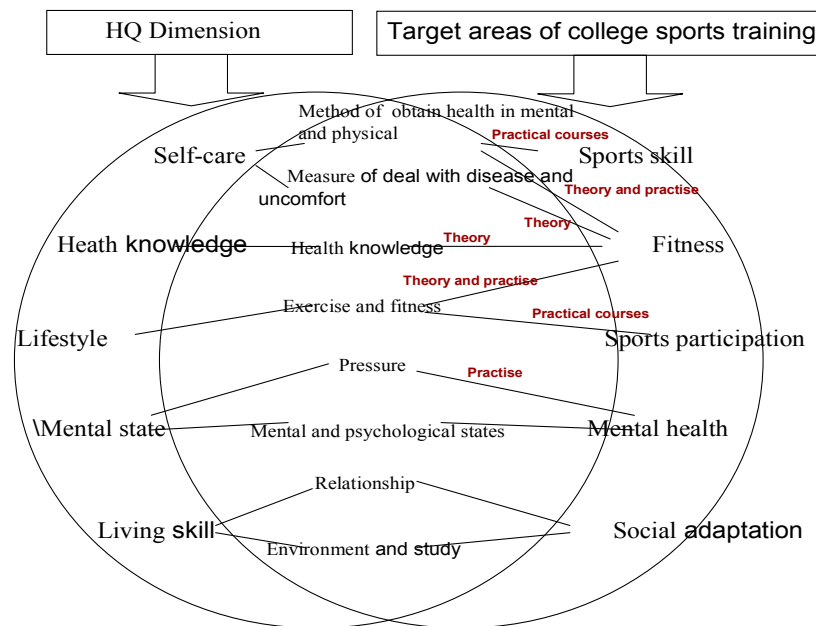 HQ Dimension
Target areas of college sports training
Method of obtain health in mental
and physical
Practical courses
Self-care
Sports skill
Measure of deal with disease and
uncomfort
Theory and practise
Theory
Heath knowledge
Health knowledge
Theory
Fitness
Theory and practise
Exercise and fitness
Practical courses
Lifestyle
Sports participation
Pressure
Practise
\Mental state
Mental and psychological states
Mental health
Relationship
Living skill
Social adaptation
Environment and study